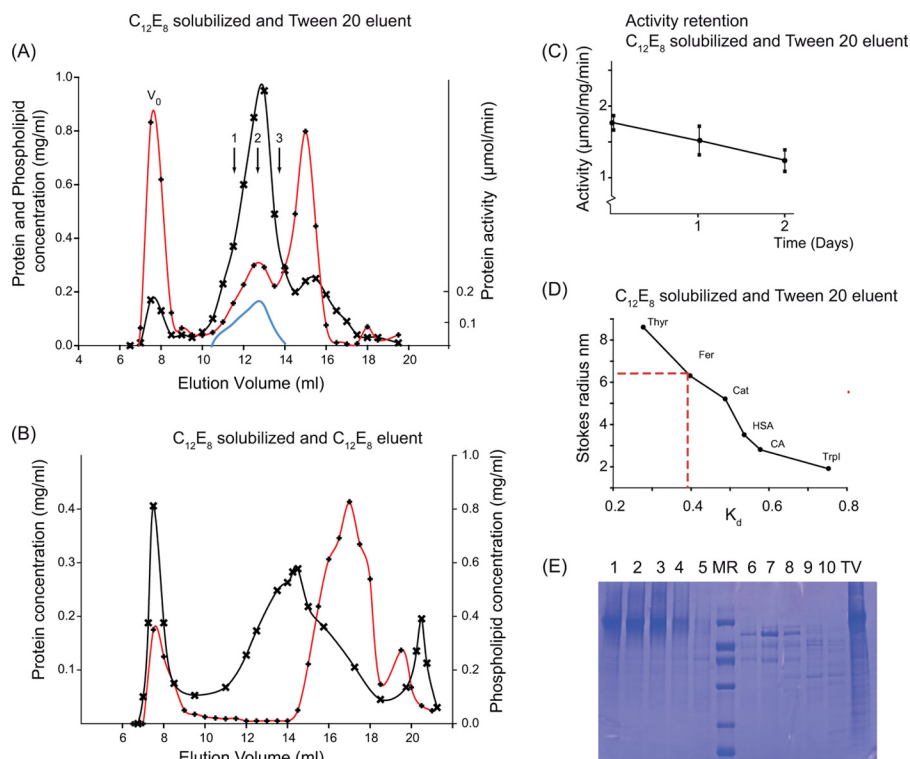 C12E8 solubilized and Tween 20 eluent
(A)
V0
1 2 3
1.0
0.8
0.6
0.4
0.2
0.0
0.2
0.1
Protein and Phospholipid
concentration (mg/ml)
Protein activity (µmol/min)
6 8 10 12 14 16 18 20
Elution Volume (ml)
(B)
C12E8 solubilized and C12E8 eluent
0.4
0.3
0.2
0.1
1.0
0.8
0.6
0.4
0.2
0.0
Protein concentration (mg/ml)
Phospholipid concentration (mg/ml)
6 8 10 12 14 16 18 20
Elution Volume (ml)
Activity retention
(C)
C12E8 solubilized and Tween 20 eluent
Activity (µmol/mg/min)
2
1
1 2
Time (Days)
(D)
C12E8 solubilized and Tween 20 eluent
Stokes radius nm
8
6
4
2
Thyr
Fer
Cat
HSA
CA
Trpl
0.2 0.4 0.6 0.8
Kd
(E)
1 2 3 4 5 MR 6 7 8 9 10 TV